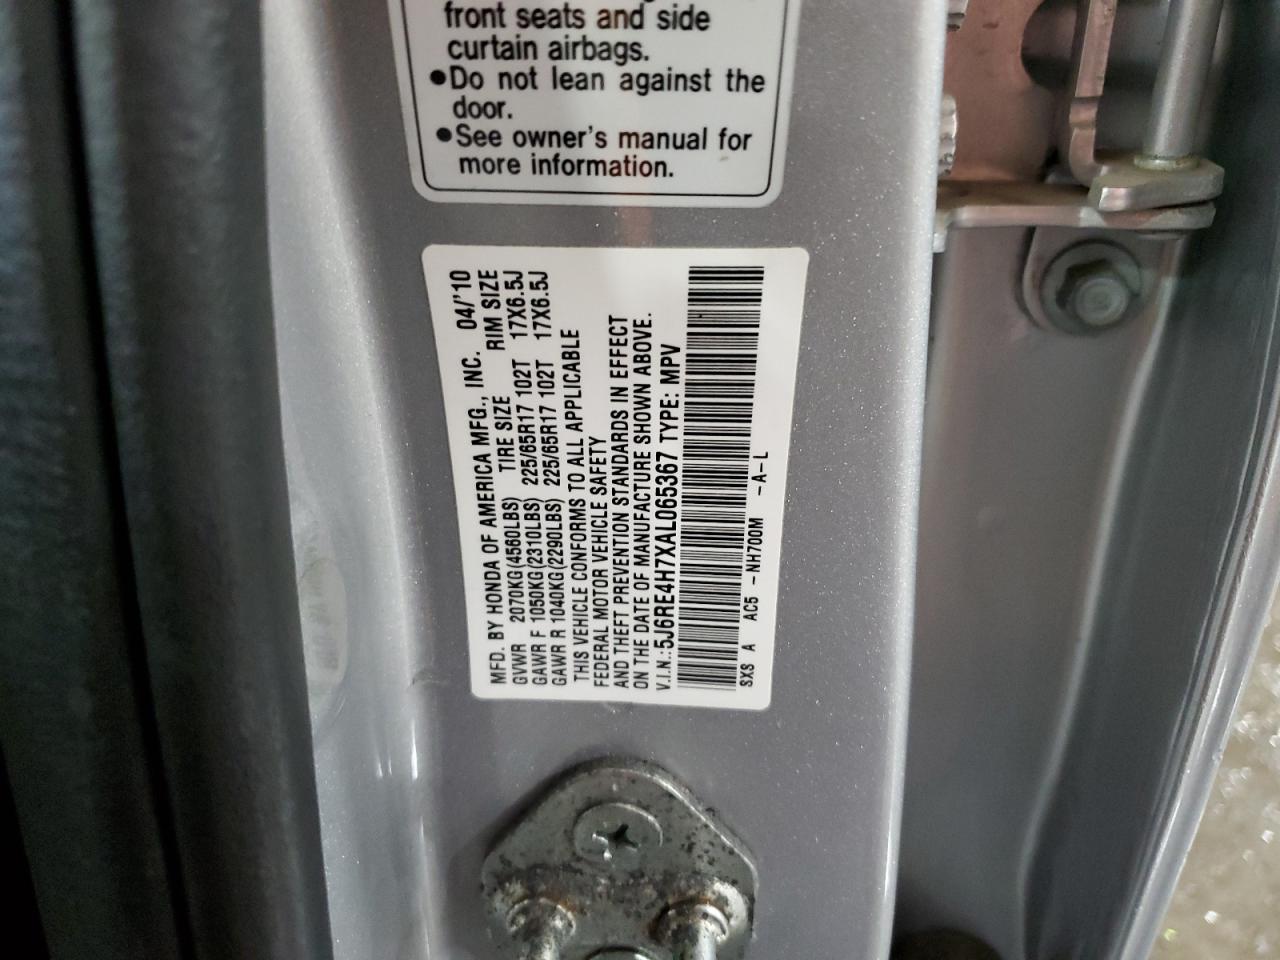 front seats and side
curtain airbags.
●Do not lean against the
door.
●See owner's manual for
more information.
MFD. BY HONDA OF AMERICA MFG., INC. 04/'10
GVWR 2070KG(4560LBS) TIRE SIZE RIM SIZE
GAWR F 1050KG(2310LBS) 225/65R17 102T 17X6.5J
GAWR R 1040KG(2290LBS) 225/65R17 102T 17X6.5J
THIS VEHICLE CONFORMS TO ALL APPLICABLE
FEDERAL MOTOR VEHICLE SAFETY
AND THEFT PREVENTION STANDARDS IN EFFECT
ON THE DATE OF MANUFACTURE SHOWN ABOVE.
V.I.N.:5J6RE4H7XAL065367 TYPE: MPV
SXS A AC5 -NH700M -A-L